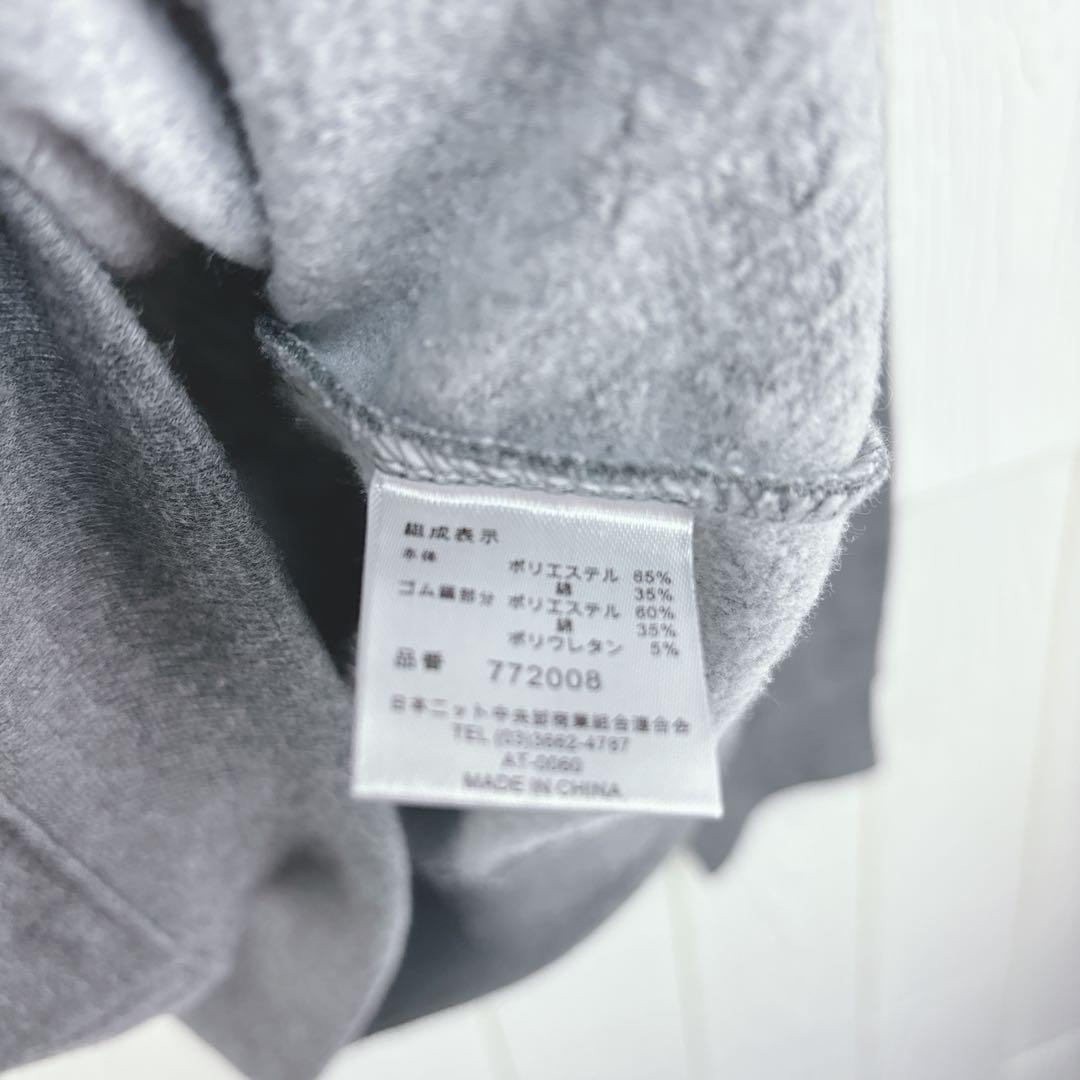 組成表示
本体 ポリエステル 65%
綿 35%
ゴム編部分 ポリエステル 60%
綿 35%
ポリウレタン 5%
品番 772008
日本ニット中央卸商業組合連合会
TEL (03)3662-4767
AT-0060
MADE IN CHINA